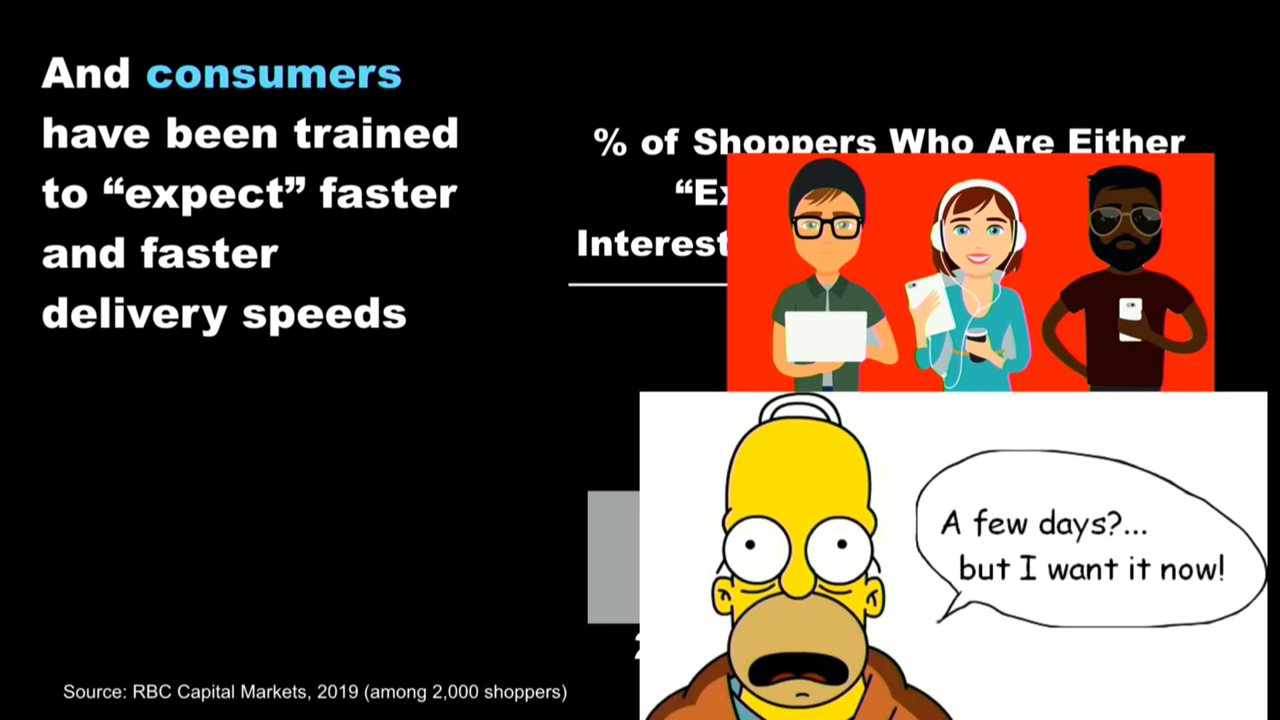 And consumers
have been trained
to “expect” faster
and faster
delivery speeds
% of Shoppers Who Are Either
Interest
A few days?...
but I want it now!
Source: RBC Capital Markets, 2019 (among 2,000 shoppers)